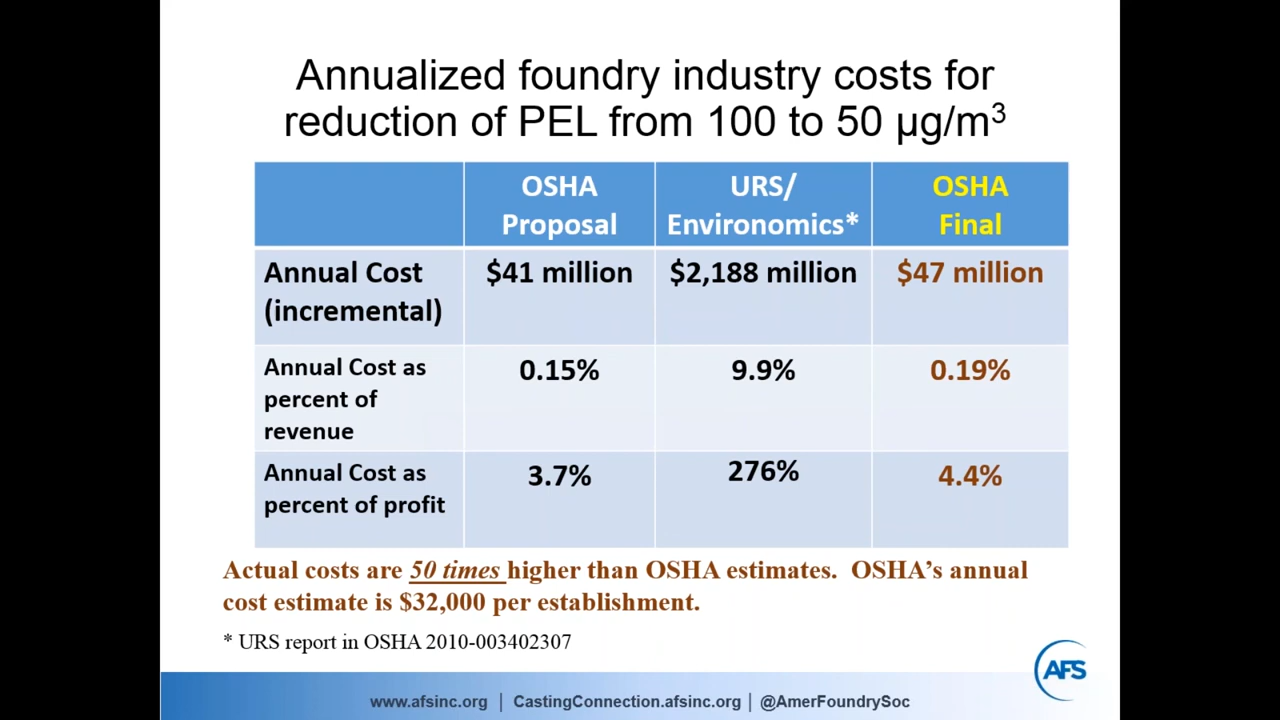 Annualized foundry industry costs for
reduction of PEL from 100 to 50 µg/m³
OSHA Proposal
URS/ Environomics*
OSHA Final
Annual Cost (incremental)
$41 million
$2,188 million
$47 million
Annual Cost as percent of revenue
0.15%
9.9%
0.19%
Annual Cost as percent of profit
3.7%
276%
4.4%
Actual costs are 50 times higher than OSHA estimates. OSHA's annual
cost estimate is $32,000 per establishment.
* URS report in OSHA 2010-003402307
AFS
www.afsinc.org | CastingConnection.afsinc.org | @AmerFoundrySoc